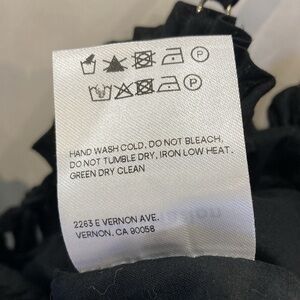 P
P
HAND WASH COLD, DO NOT BLEACH,
DO NOT TUMBLE DRY, IRON LOW HEAT.
GREEN DRY CLEAN
2263 E VERNON AVE.
VERNON, CA 90058